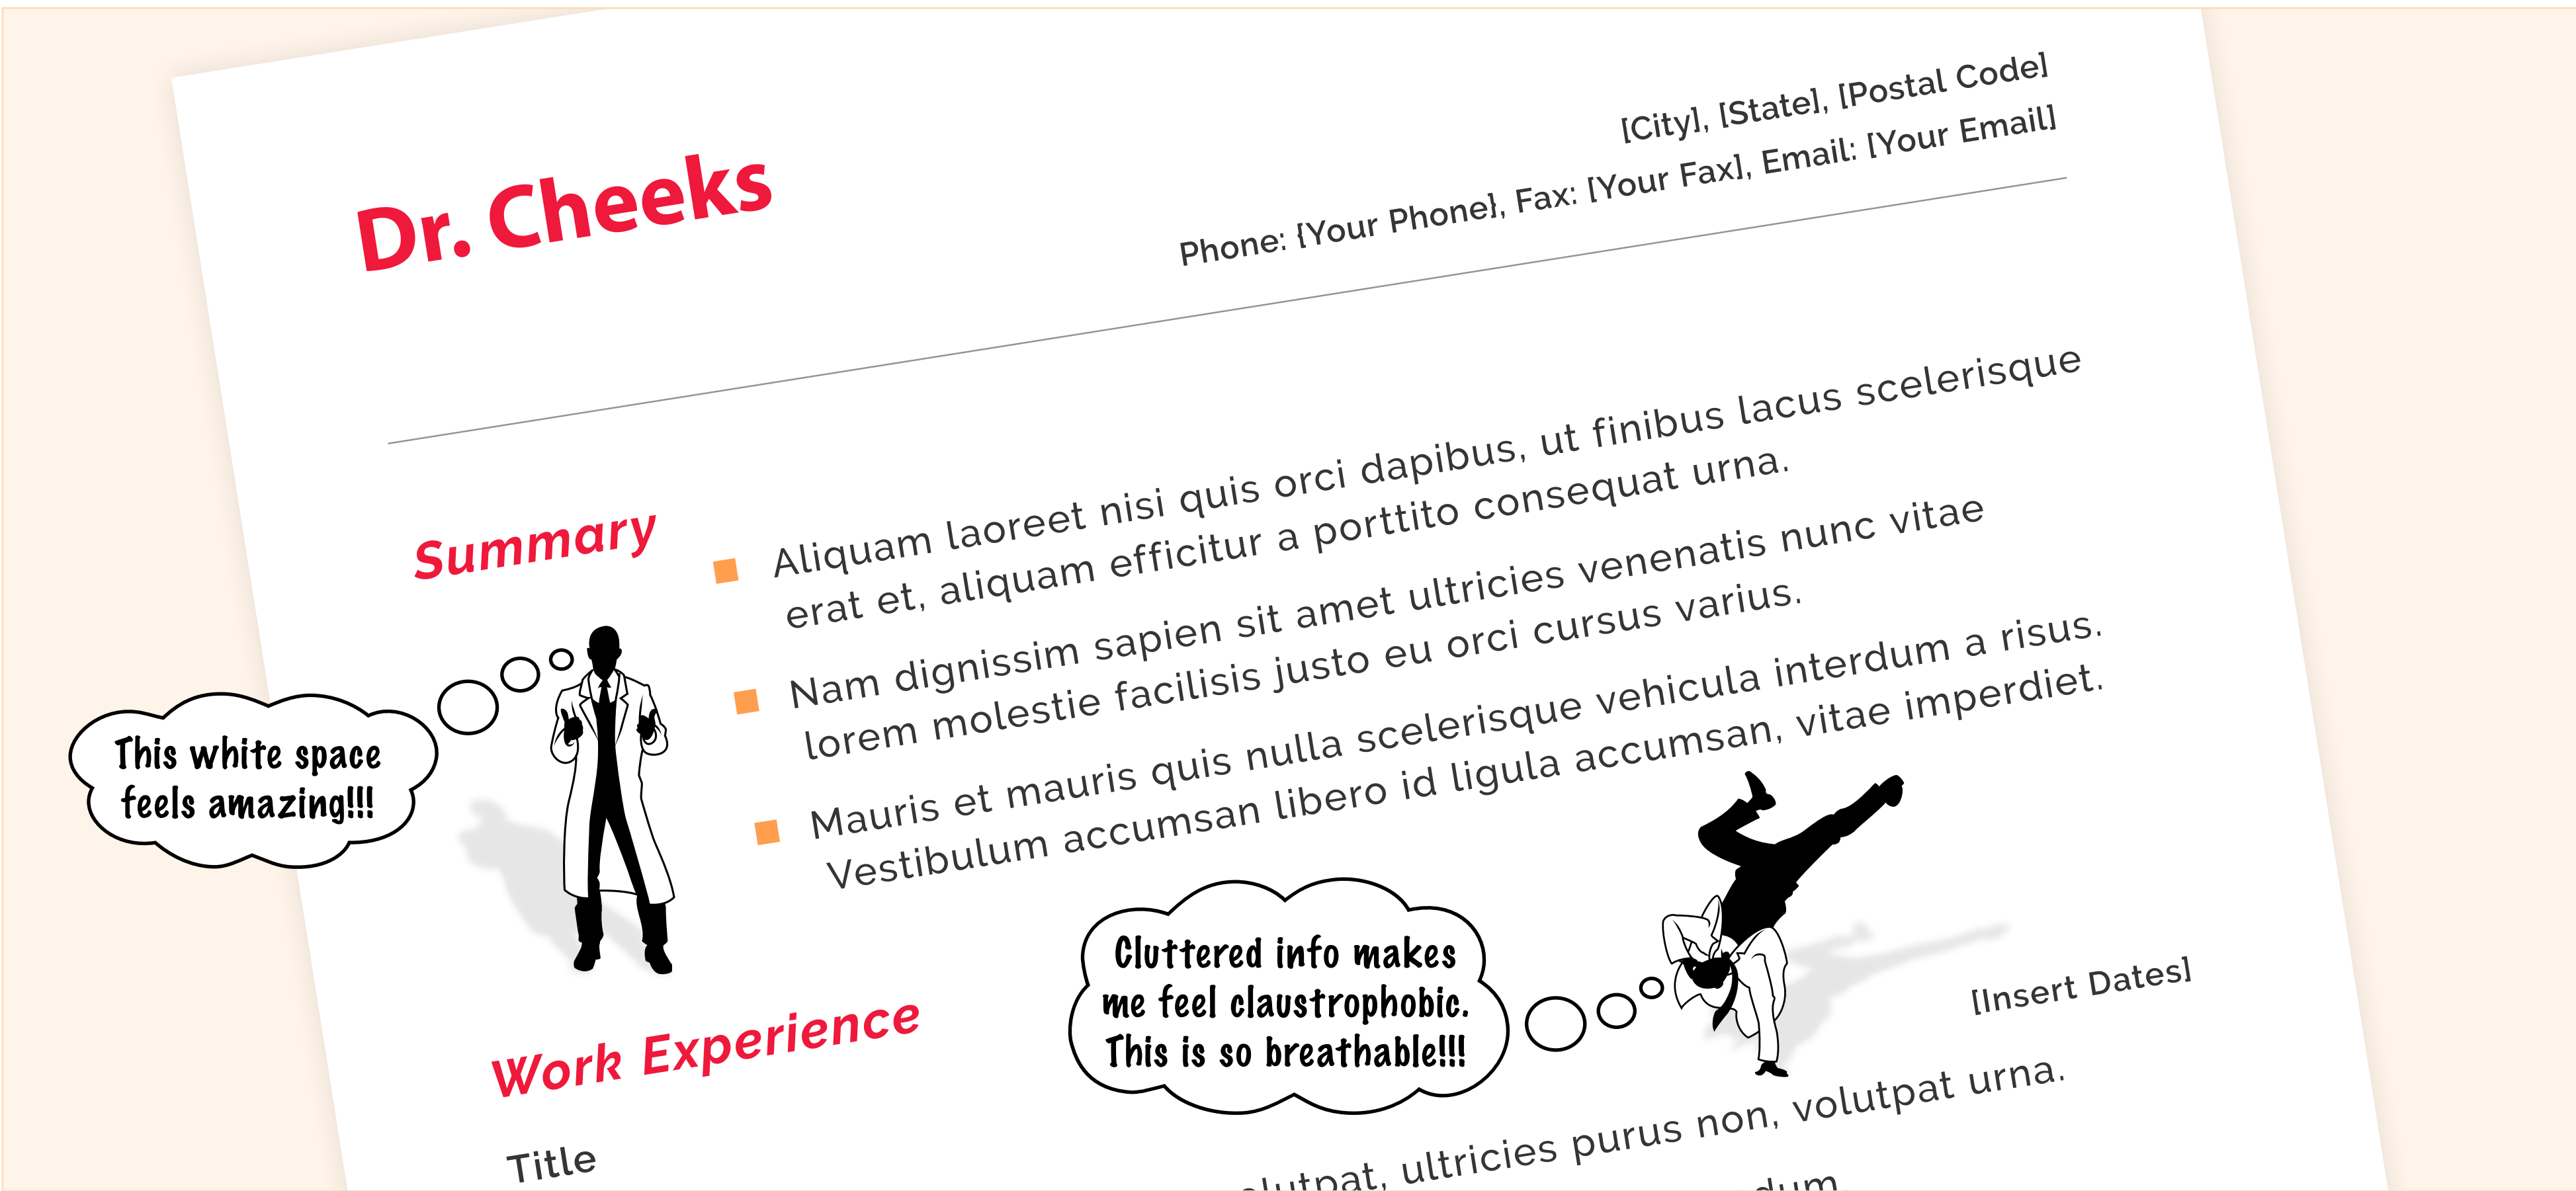 Dr. Cheeks
[City], [State], [Postal Code]
Phone: [Your Phone], Fax: [Your Fax], Email: [Your Email]
Summary
Aliquam laoreet nisi quis orci dapibus, ut finibus lacus scelerisque
erat et, aliquam efficitur a porttito consequat urna.
Nam dignissim sapien sit amet ultricies venenatis nunc vitae
lorem molestie facilisis justo eu orci cursus varius.
Mauris et mauris quis nulla scelerisque vehicula interdum a risus.
Vestibulum accumsan libero id ligula accumsan, vitae imperdiet.
This white space
feels amazing!!!
Cluttered info makes
me feel claustrophobic.
This is so breathable!!!
Work Experience
[Insert Dates]
Title
ultricies purus non, volutpat urna.